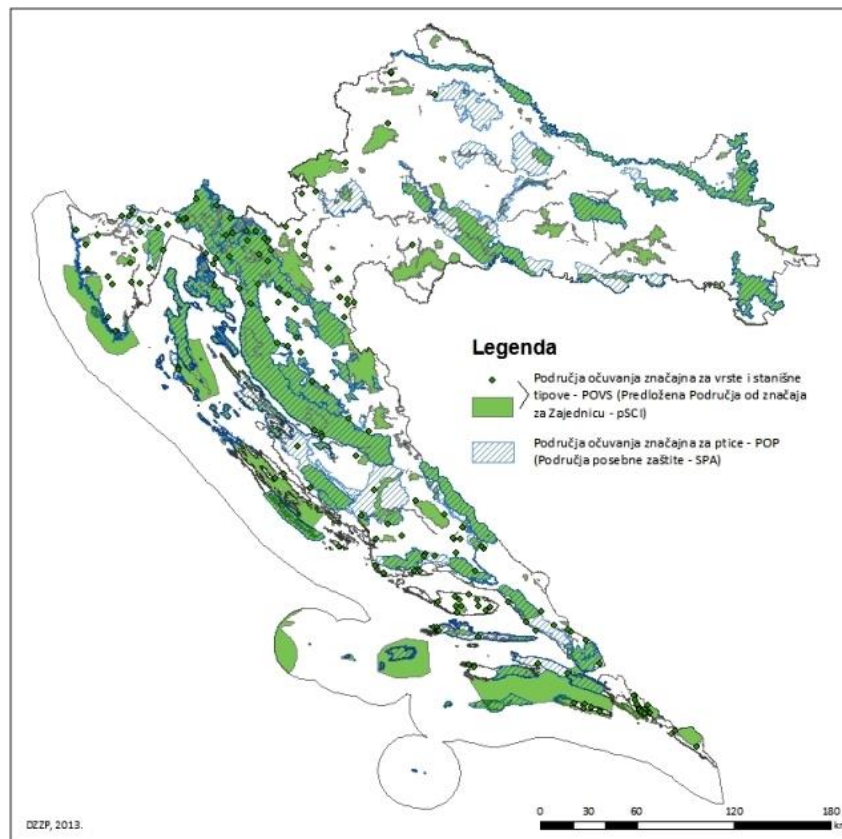 Legenda
Područja očuvanja značajna za vrste i stanišne
tipove - POVS (Predložena Područja od značaja
za Zajednicu - pSCI)
Područja očuvanja značajna za ptice - POP
(Područja posebne zaštite - SPA)
DZZP, 2013.
0 30 60 120 180
km